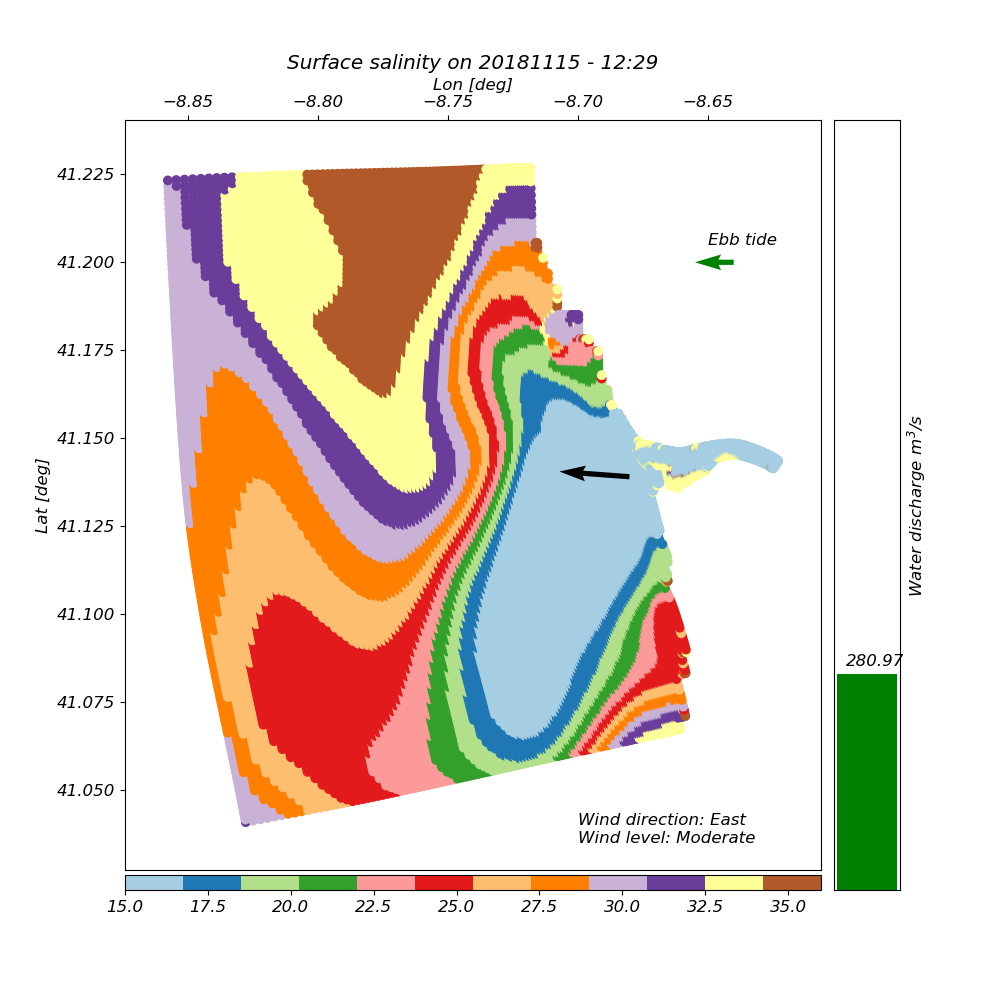 Surface salinity on 20181115 - 12:29
Lon [deg]
−8.85 −8.80 −8.75 −8.70 −8.65
41.225
41.200
41.175
41.150
41.125
41.100
41.075
41.050
Lat [deg]
Ebb tide
Wind direction: East
Wind level: Moderate
15.0 17.5 20.0 22.5 25.0 27.5 30.0 32.5 35.0
280.97
Water discharge m³/s